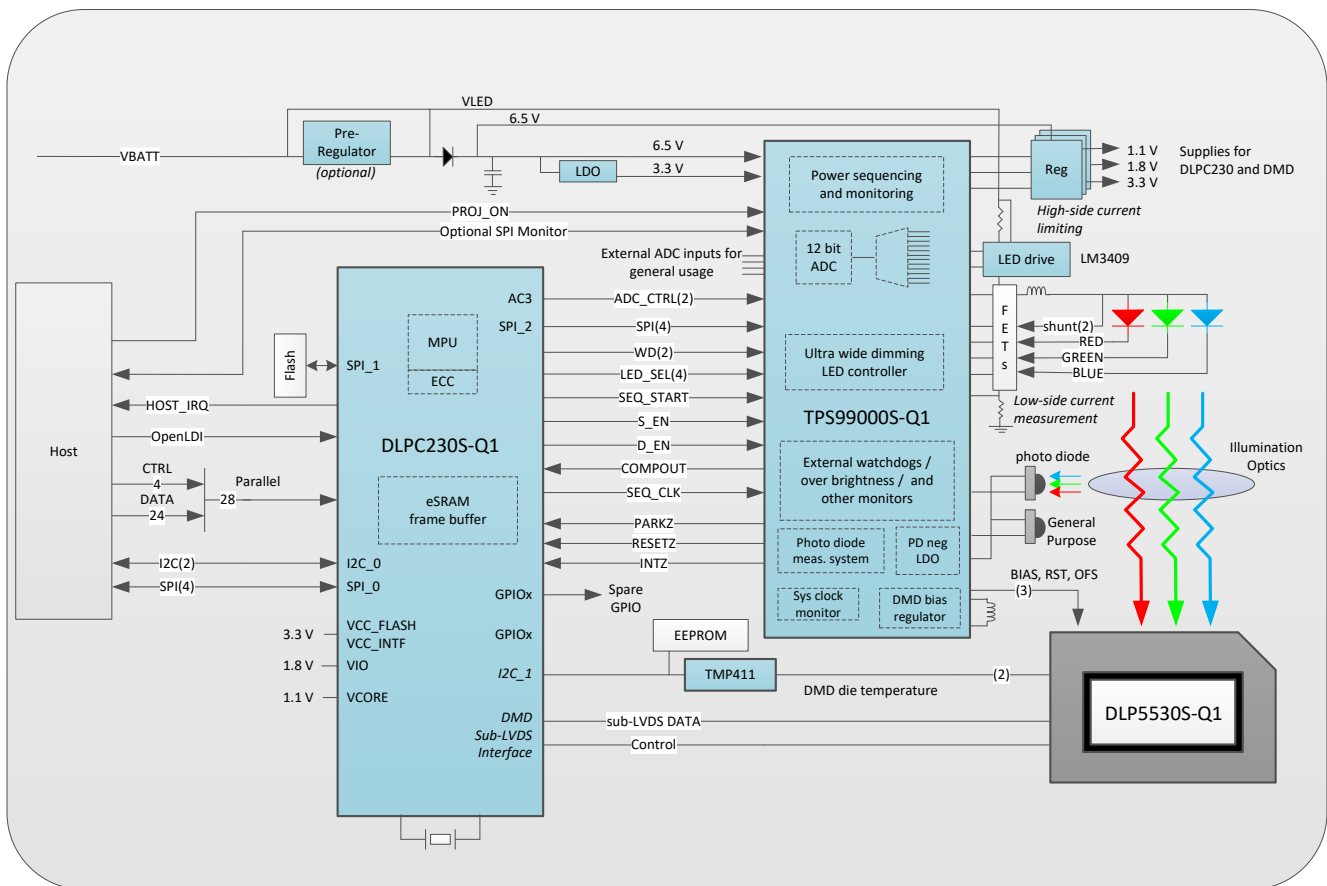 VLED
6.5 V
VBATT
Pre-
Regulator
(optional)
6.5 V
LDO
3.3 V
Power sequencing
and monitoring
Reg
1.1 V
1.8 V
3.3 V
Supplies for
DLPC230 and DMD
High-side current
limiting
PROJ_ON
Optional SPI Monitor
External ADC inputs for
general usage
12 bit
ADC
LED drive
LM3409
Host
Flash
SPI_1
AC3
SPI_2
MPU
ECC
DLPC230S-Q1
eSRAM
frame buffer
ADC_CTRL(2)
SPI(4)
WD(2)
LED_SEL(4)
SEQ_START
S_EN
D_EN
COMPOUT
SEQ_CLK
PARKZ
RESETZ
INTZ
Ultra wide dimming
LED controller
TPS99000S-Q1
External watchdogs /
over brightness / and
other monitors
Photo diode
meas. system
PD neg
LDO
Sys clock
monitor
DMD bias
regulator
F
E
T
s
shunt(2)
RED
GREEN
BLUE
Low-side current
measurement
photo diode
Illumination
Optics
General
Purpose
BIAS, RST, OFS
(3)
HOST_IRQ
OpenLDI
CTRL
4
DATA
24
Parallel
28
I2C(2)
SPI(4)
I2C_0
SPI_0
3.3 V
VCC_FLASH
VCC_INTF
1.8 V
VIO
1.1 V
VCORE
GPIOx
Spare
GPIO
GPIOx
I2C_1
EEPROM
TMP411
DMD die temperature
(2)
DMD
Sub-LVDS
Interface
sub-LVDS DATA
Control
DLP5530S-Q1